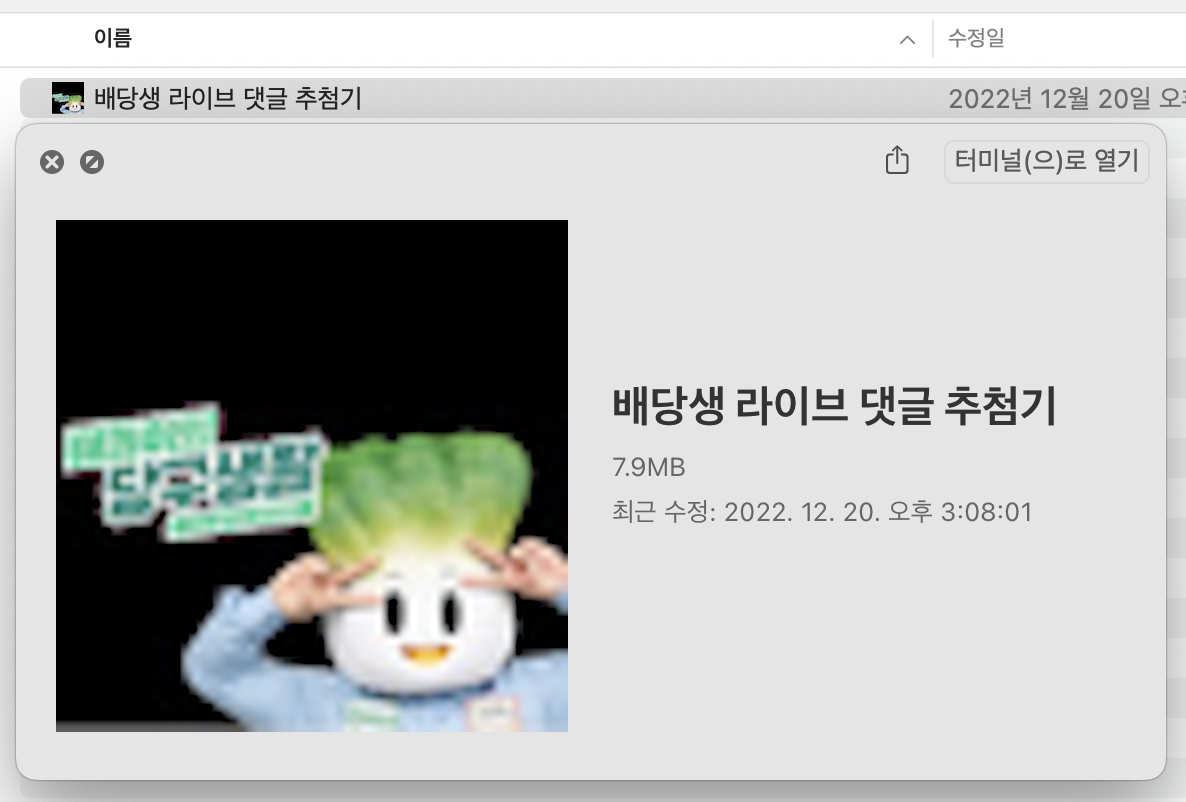 이름
수정일
배당생 라이브 댓글 추첨기
2022년 12월 20일 오후
터미널(으)로 열기
배당생 라이브 댓글 추첨기
7.9MB
최근 수정: 2022. 12. 20. 오후 3:08:01